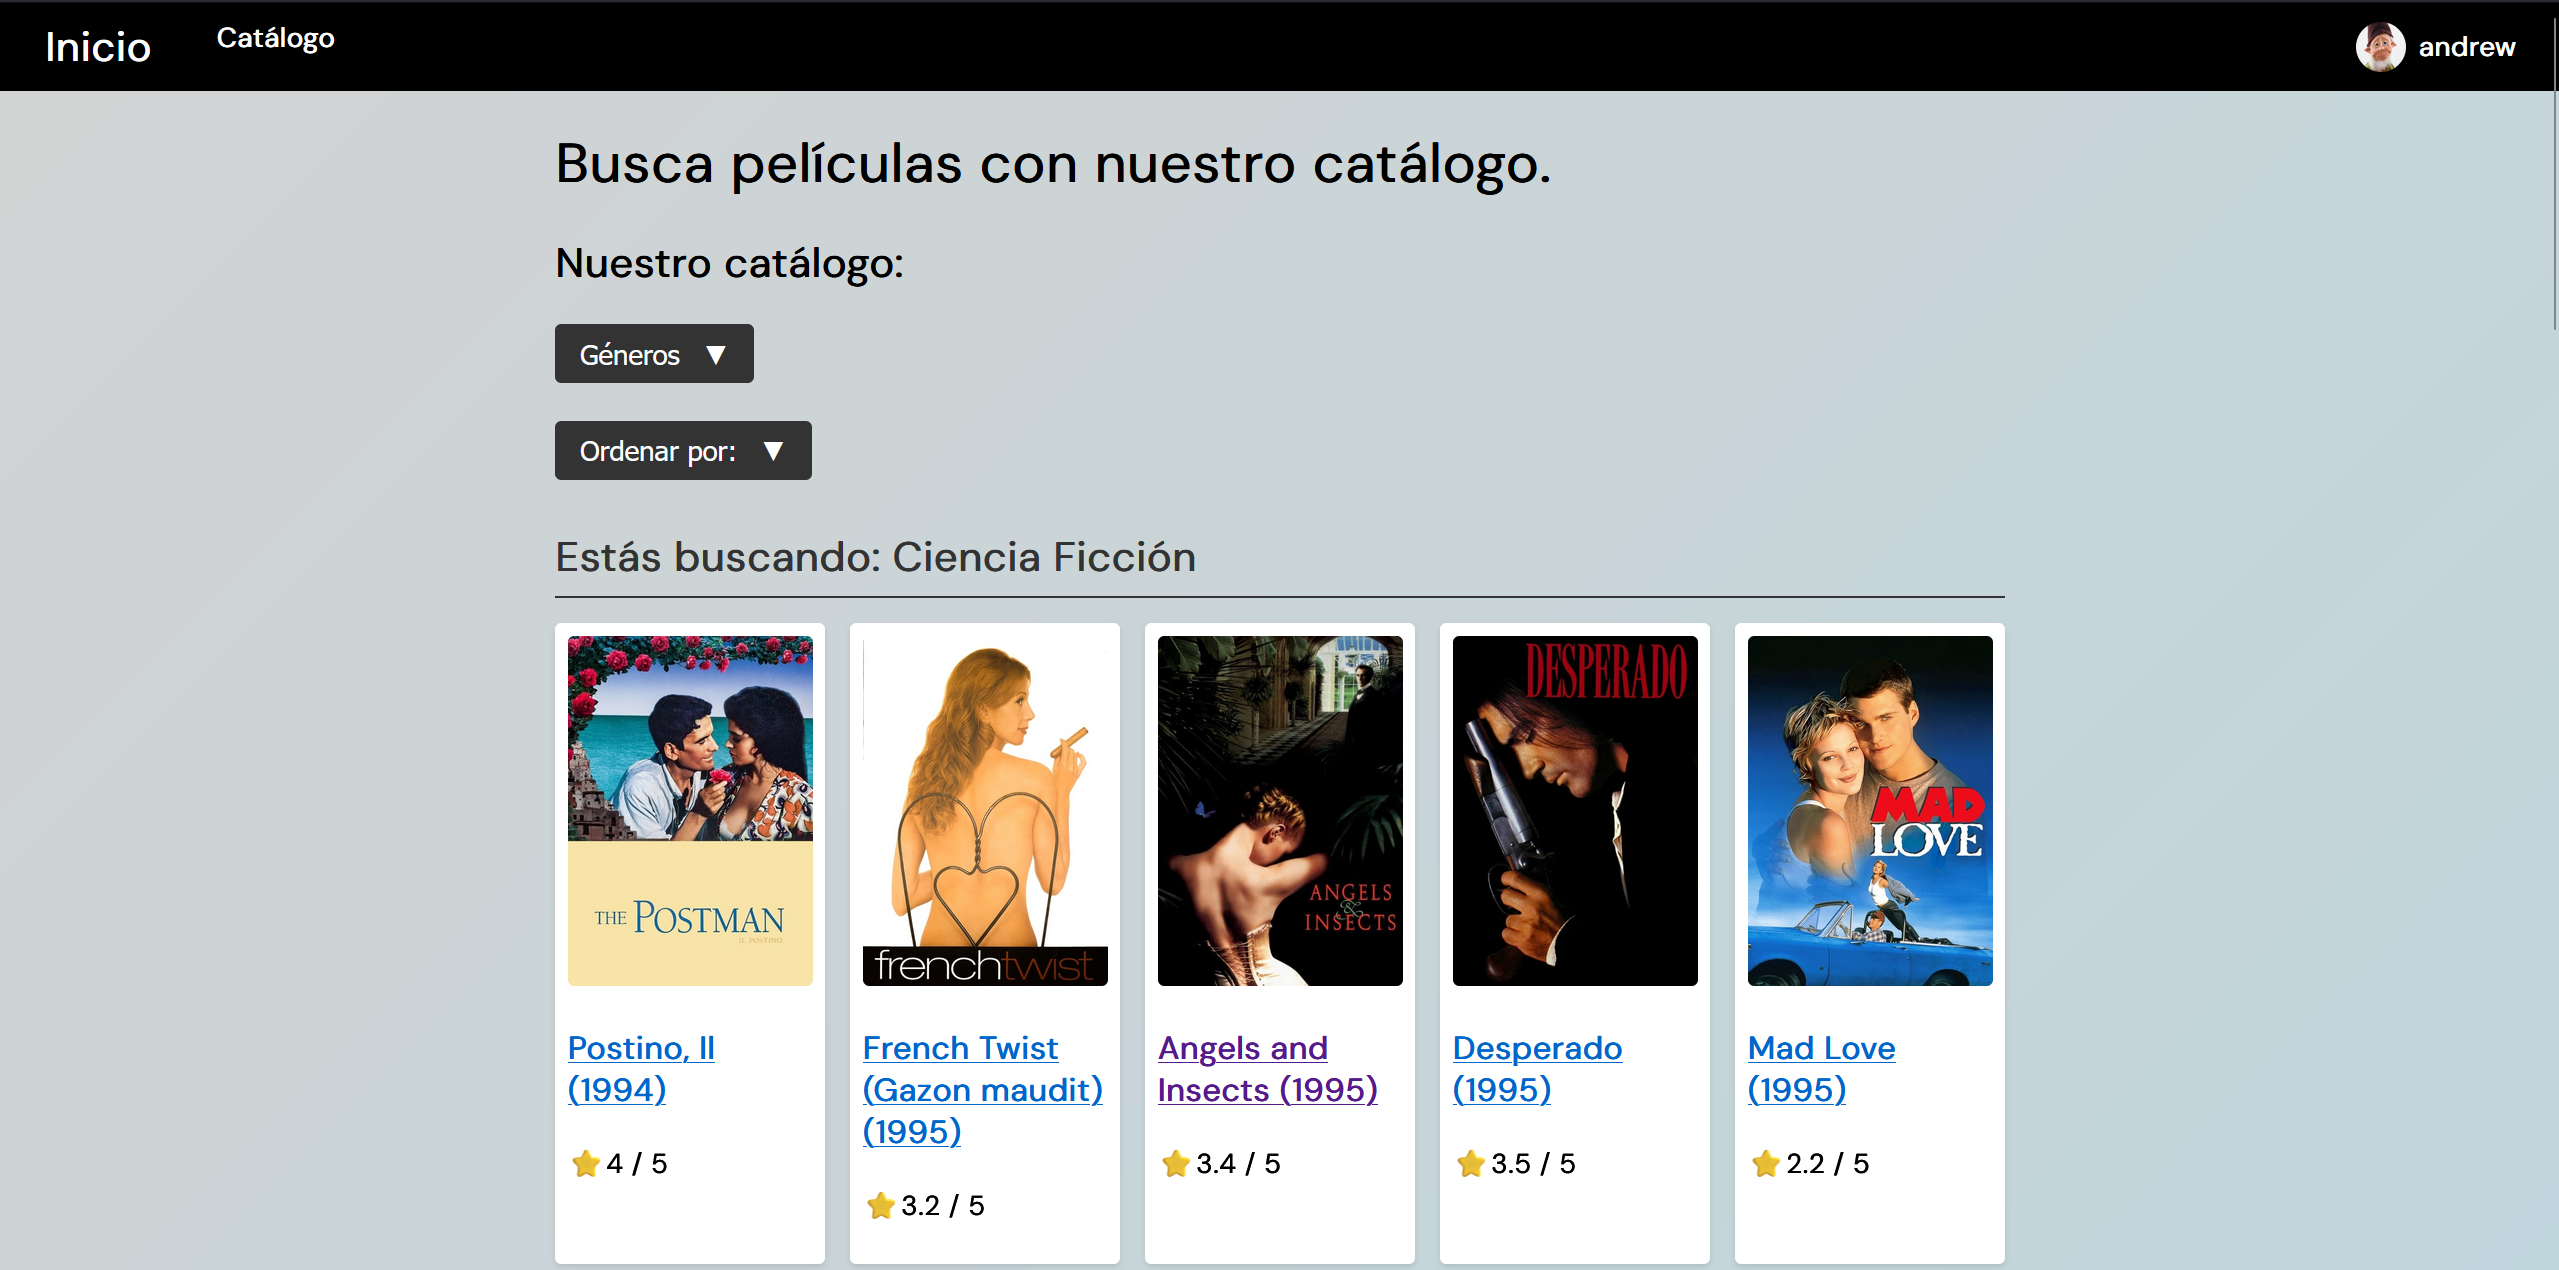 Inicio
Catálogo
andrew
Busca películas con nuestro catálogo.
Nuestro catálogo:
Géneros ▼
Ordenar por: ▼
Estás buscando: Ciencia Ficción
THE POSTMAN
IL POSTINO
frenchtwist
ANGELS
&
INSECTS
DESPERADO
MAD
LOVE
Postino, Il
(1994)
4 / 5
French Twist
(Gazon maudit)
(1995)
3.2 / 5
Angels and
Insects (1995)
3.4 / 5
Desperado
(1995)
3.5 / 5
Mad Love
(1995)
2.2 / 5